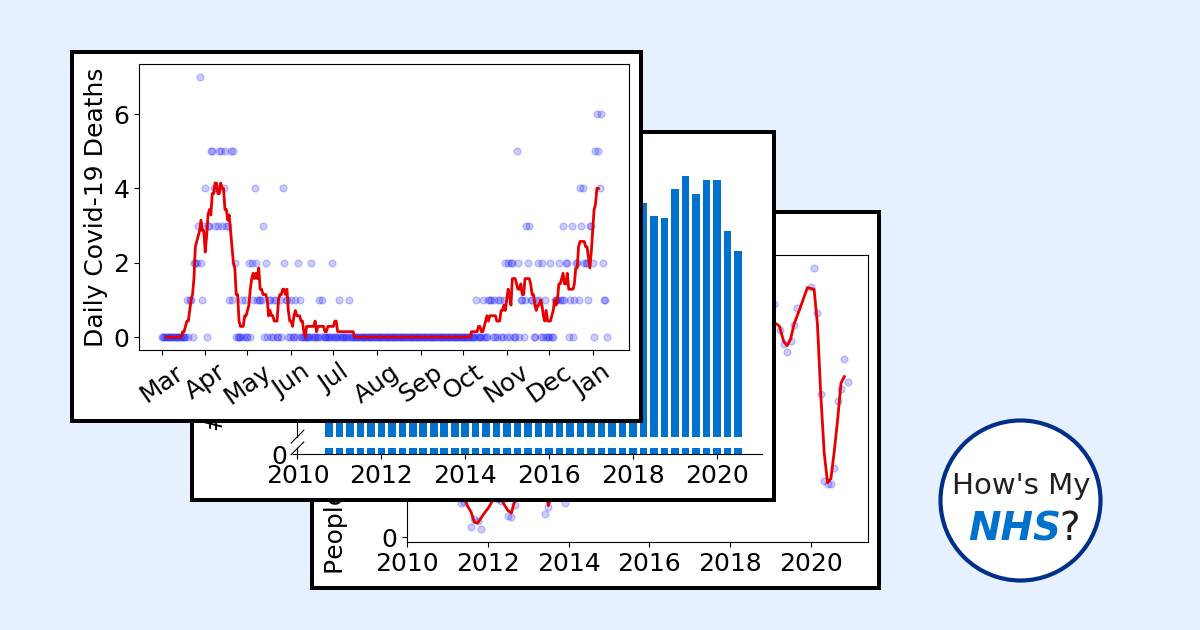 Daily Covid-19 Deaths
6
4
2
0
Mar Apr May Jun Jul Aug Sep Oct Nov Dec Jan
#
0
2010 2012 2014 2016 2018 2020
People
0
2010 2012 2014 2016 2018 2020
How's My
NHS?